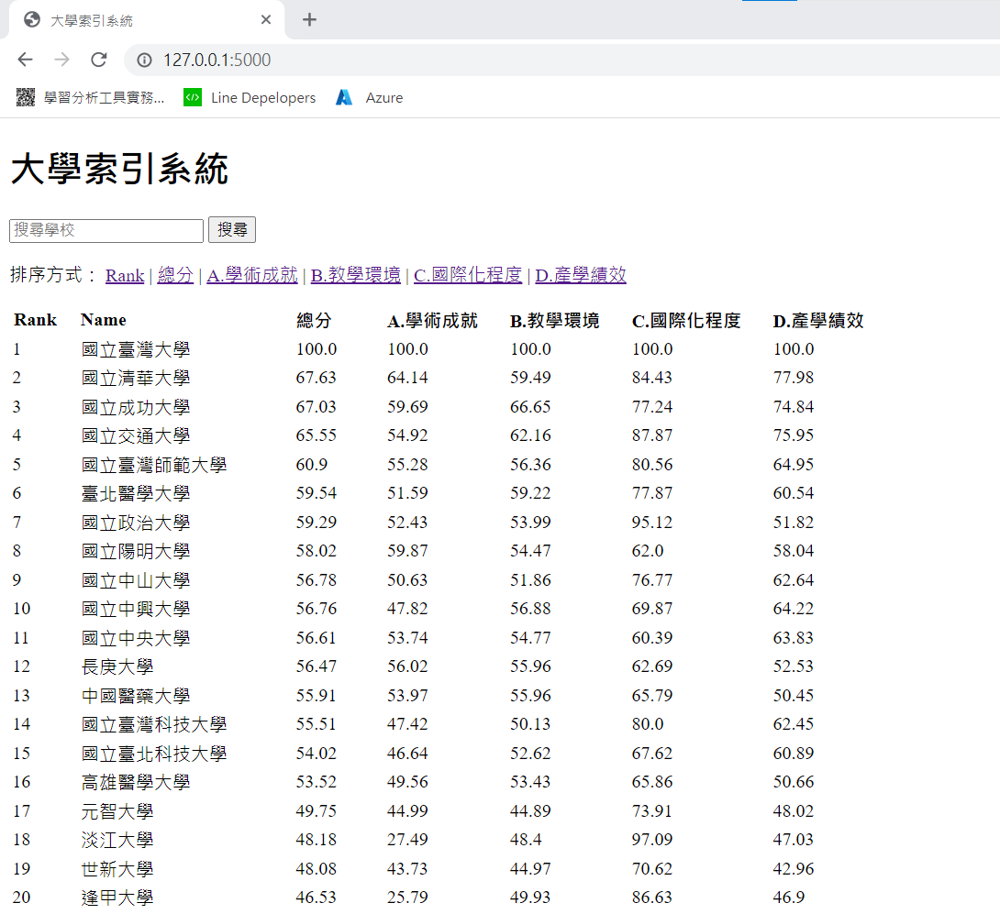 大學索引系統
127.0.0.1:5000
學習分析工具實務... Line Depelopers Azure
大學索引系統
搜尋學校 搜尋
排序方式： Rank | 總分 | A.學術成就 | B.教學環境 | C.國際化程度 | D.產學績效
Rank Name 總分 A.學術成就 B.教學環境 C.國際化程度 D.產學績效
1 國立臺灣大學 100.0 100.0 100.0 100.0 100.0
2 國立清華大學 67.63 64.14 59.49 84.43 77.98
3 國立成功大學 67.03 59.69 66.65 77.24 74.84
4 國立交通大學 65.55 54.92 62.16 87.87 75.95
5 國立臺灣師範大學 60.9 55.28 56.36 80.56 64.95
6 臺北醫學大學 59.54 51.59 59.22 77.87 60.54
7 國立政治大學 59.29 52.43 53.99 95.12 51.82
8 國立陽明大學 58.02 59.87 54.47 62.0 58.04
9 國立中山大學 56.78 50.63 51.86 76.77 62.64
10 國立中興大學 56.76 47.82 56.88 69.87 64.22
11 國立中央大學 56.61 53.74 54.77 60.39 63.83
12 長庚大學 56.47 56.02 55.96 62.69 52.53
13 中國醫藥大學 55.91 53.97 55.96 65.79 50.45
14 國立臺灣科技大學 55.51 47.42 50.13 80.0 62.45
15 國立臺北科技大學 54.02 46.64 52.62 67.62 60.89
16 高雄醫學大學 53.52 49.56 53.43 65.86 50.66
17 元智大學 49.75 44.99 44.89 73.91 48.02
18 淡江大學 48.18 27.49 48.4 97.09 47.03
19 世新大學 48.08 43.73 44.97 70.62 42.96
20 逢甲大學 46.53 25.79 49.93 86.63 46.9